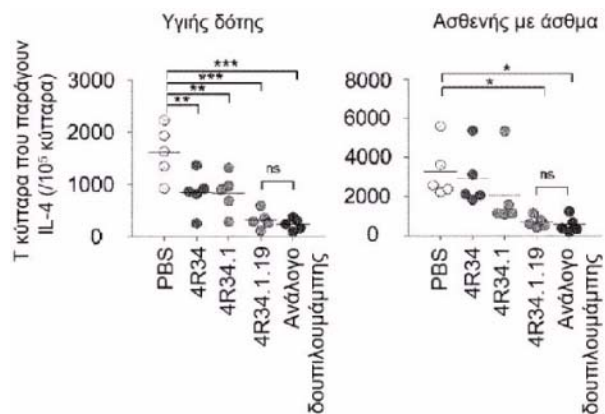 Υγιής δότης
Ασθενής με άσθμα
Τ κύτταρα που παράγουν
IL-4 (/10⁵ κύτταρα)
3000
2000
1000
0
***
***
**
**
ns
PBS
4R34
4R34.1
4R34.1.19
Ανάλογο
δουπιλουμάμπης
8000
6000
4000
2000
0
*
*
ns
PBS
4R34
4R34.1
4R34.1.19
Ανάλογο
δουπιλουμάμπης